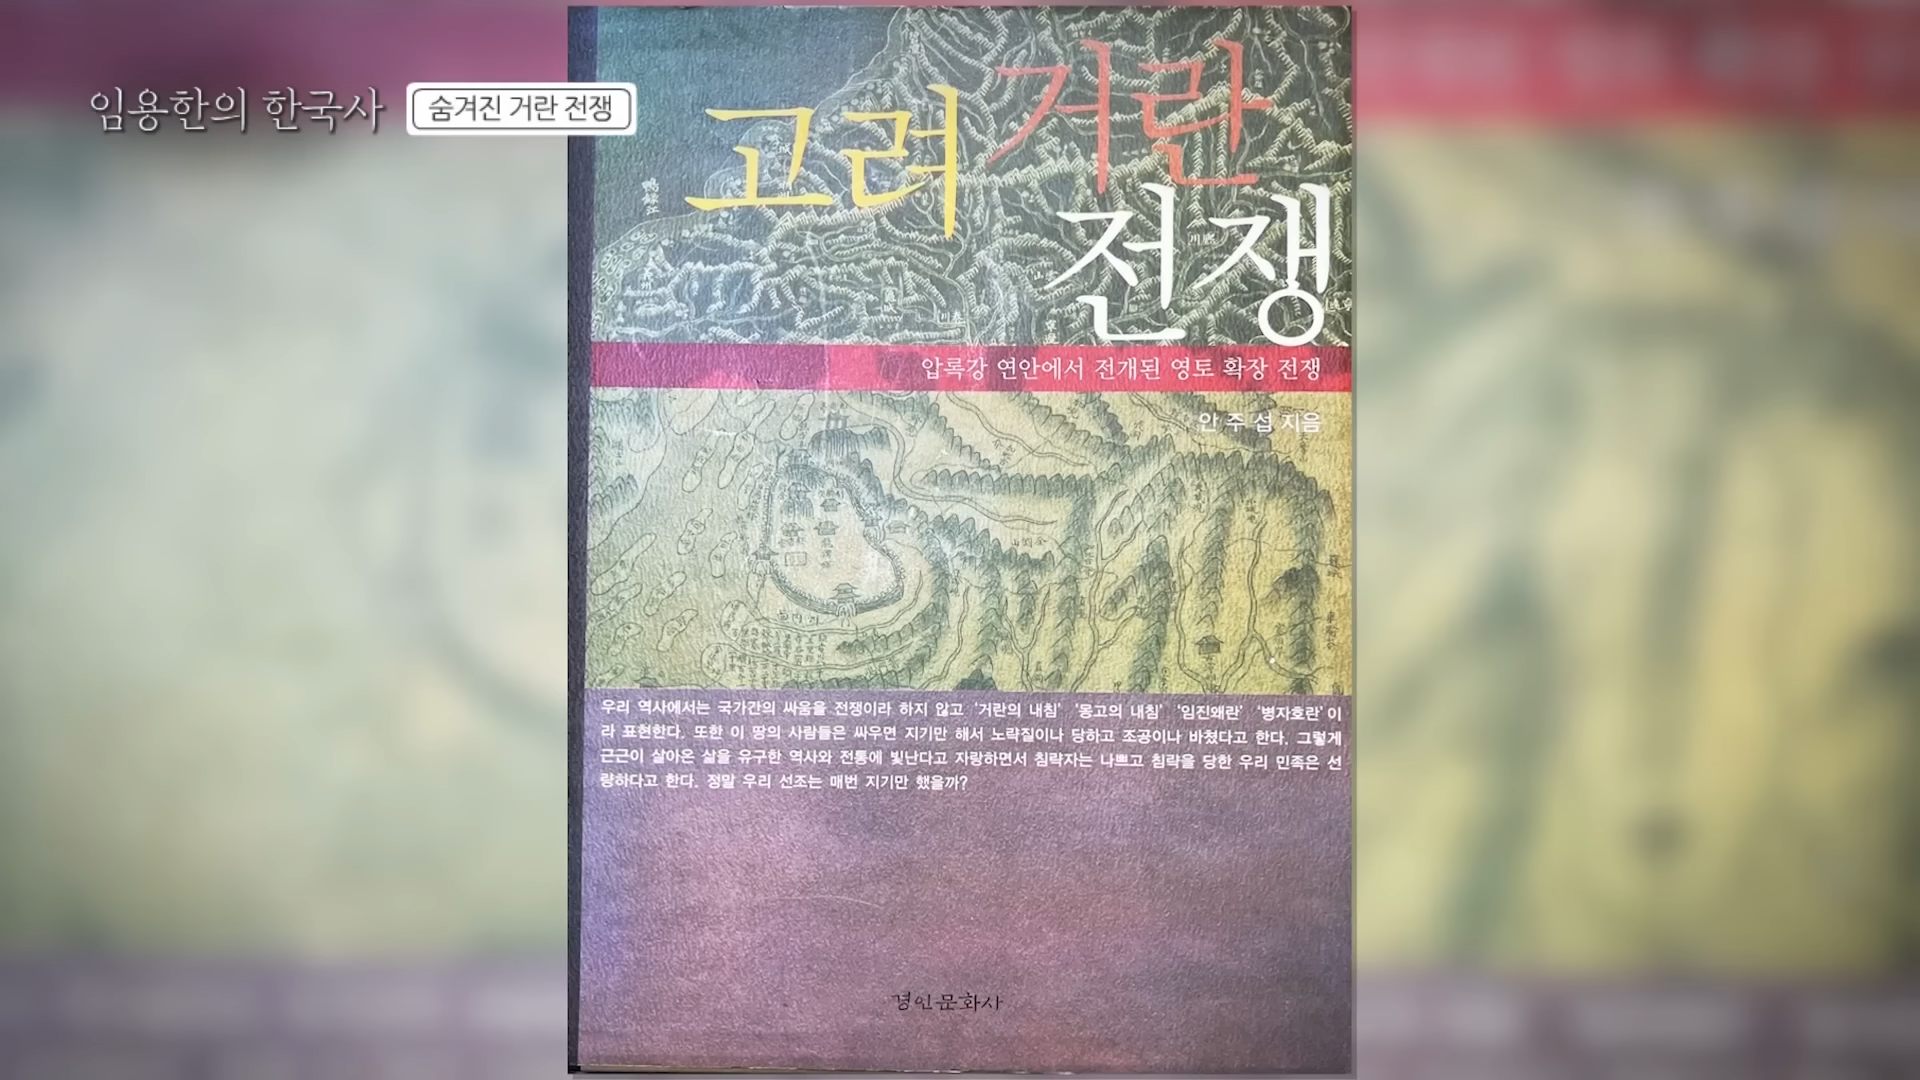 임용한의 한국사
숨겨진 거란 전쟁
고려 거란
전쟁
압록강 연안에서 전개된 영토 확장 전쟁
안주섭 지음
우리 역사에서는 국가간의 싸움을 전쟁이라 하지 않고 '거란의 내침' '몽고의 내침' '임진왜란' '병자호란' 이
라 표현한다. 또한 이 땅의 사람들은 싸우면 지기만 해서 노략질이나 당하고 조공이나 바쳤다고 한다. 그렇게
근근이 살아온 삶을 유구한 역사와 전통에 빛난다고 자랑하면서 침략자는 나쁘고 침략을 당한 우리 민족은 선
량하다고 한다. 정말 우리 선조는 매번 지기만 했을까?
경인문화사